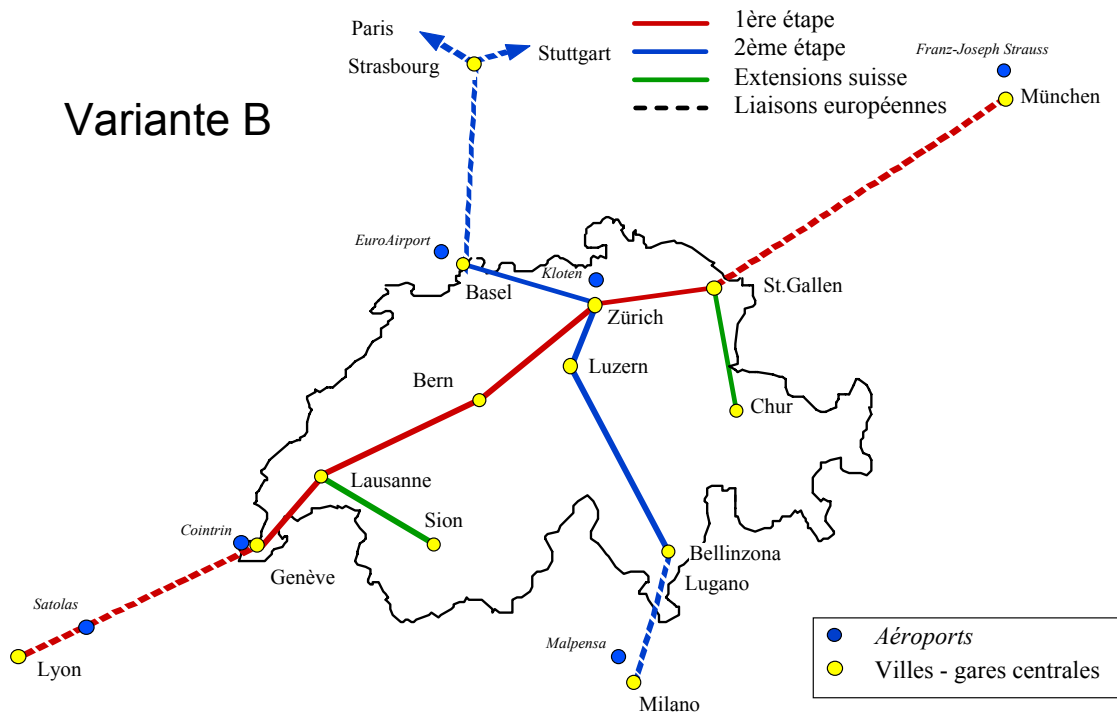 Paris
Strasbourg
Stuttgart
1ère étape
2ème étape
Extensions suisse
Liaisons européennes
Franz-Joseph Strauss
München
Variante B
EuroAirport
Basel
Kloten
Zürich
St.Gallen
Luzern
Bern
Chur
Lausanne
Sion
Cointrin
Genève
Bellinzona
Lugano
Satolas
Lyon
Malpensa
Milano
Aéroports
Villes - gares centrales